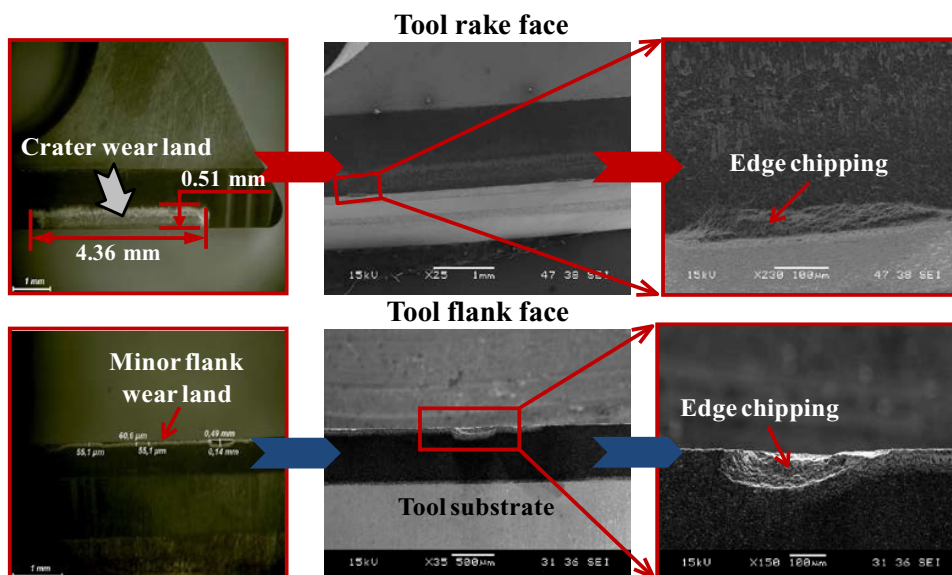 Tool rake face
Crater wear land
0.51 mm
4.36 mm
1 mm
15kV X25 1mm 47 38 SEI
Edge chipping
15kV X230 100µm 47 38 SEI
Tool flank face
Minor flank
wear land
60,6 µm
0,49 mm
55,1 µm
55,1 µm
0,14 mm
1 mm
Tool substrate
15kV X35 500µm 31 36 SEI
Edge chipping
15kV X150 100µm 31 36 SEI